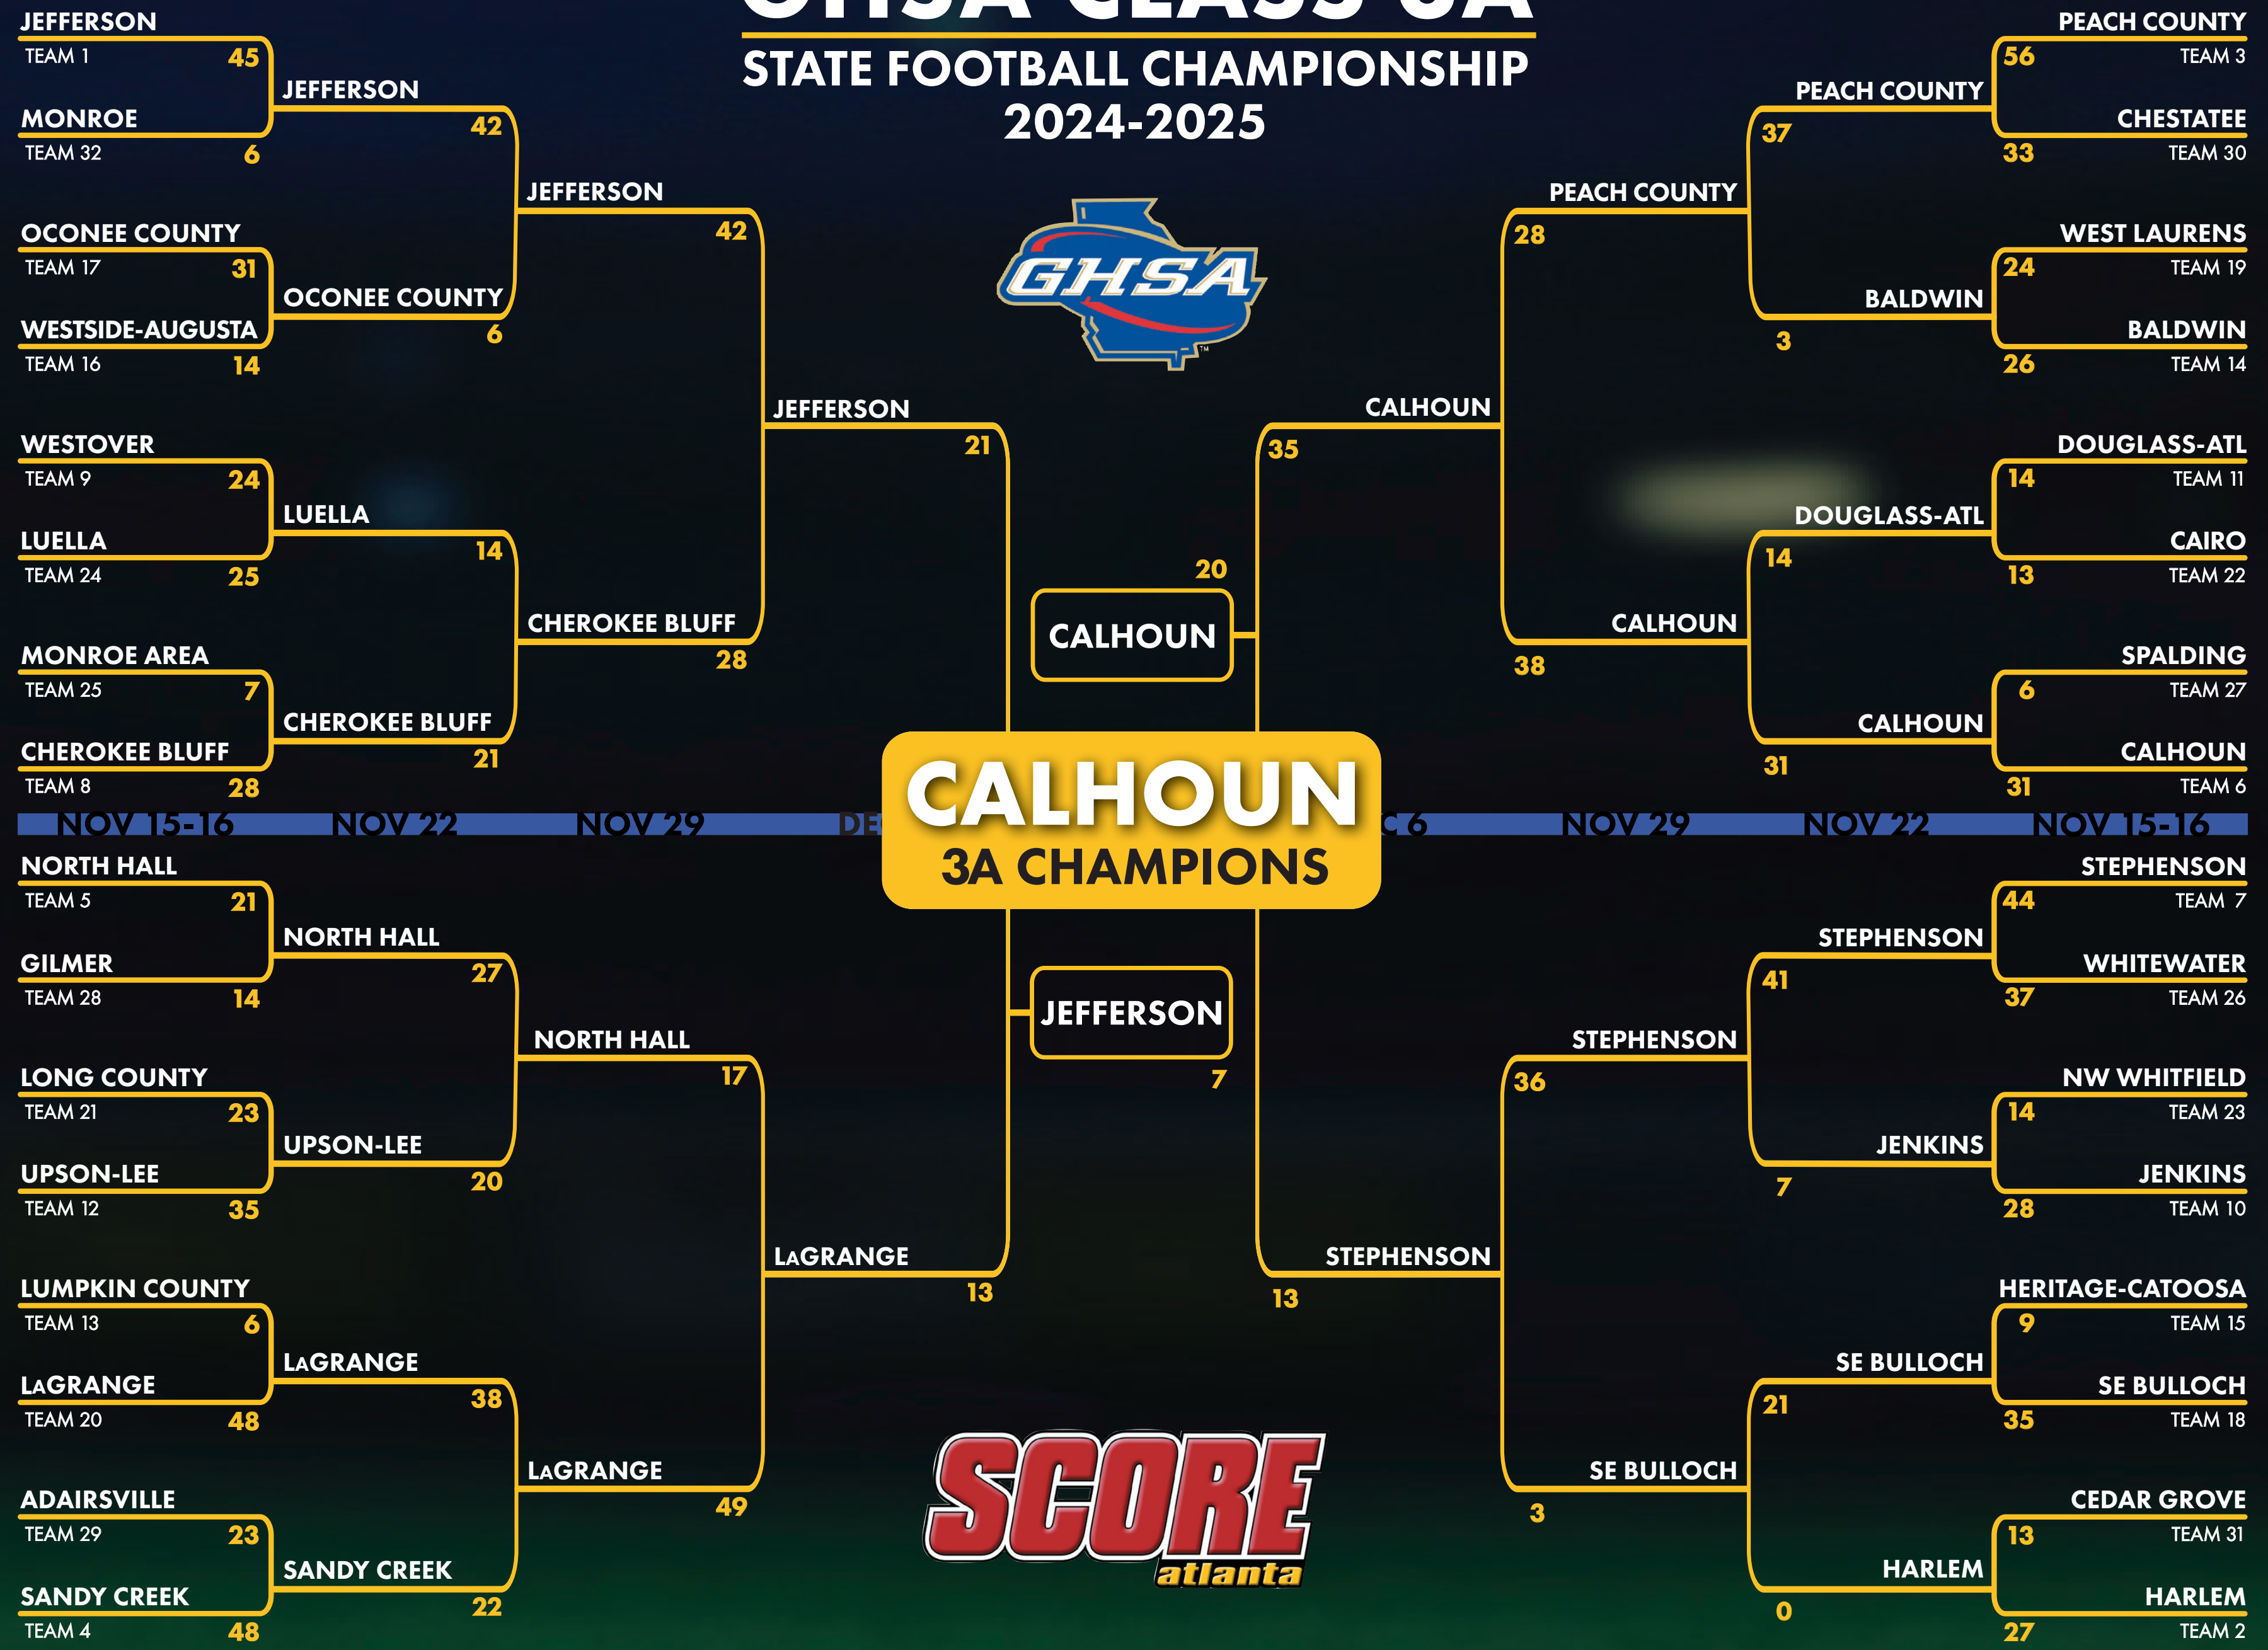 GHSA CLASS 3A
STATE FOOTBALL CHAMPIONSHIP
2024-2025
JEFFERSON
TEAM 1 45
MONROE
TEAM 32 6
OCONEE COUNTY
TEAM 17 31
WESTSIDE-AUGUSTA
TEAM 16 14
WESTOVER
TEAM 9 24
LUELLA
TEAM 24 25
MONROE AREA
TEAM 25 7
CHEROKEE BLUFF
TEAM 8 28
JEFFERSON
42
OCONEE COUNTY
6
LUELLA
14
CHEROKEE BLUFF
21
JEFFERSON
42
CHEROKEE BLUFF
28
JEFFERSON
21
GHSA
TM
20
CALHOUN
CALHOUN
35
PEACH COUNTY
28
CALHOUN
38
PEACH COUNTY
37
BALDWIN
3
DOUGLASS-ATL
14
CALHOUN
31
PEACH COUNTY
56 TEAM 3
CHESTATEE
33 TEAM 30
WEST LAURENS
24 TEAM 19
BALDWIN
26 TEAM 14
DOUGLASS-ATL
14 TEAM 11
CAIRO
13 TEAM 22
SPALDING
6 TEAM 27
CALHOUN
31 TEAM 6
NOV 15-16 NOV 22 NOV 29 DE C 6 NOV 29 NOV 22 NOV 15-16
CALHOUN
3A CHAMPIONS
NORTH HALL
TEAM 5 21
GILMER
TEAM 28 14
LONG COUNTY
TEAM 21 23
UPSON-LEE
TEAM 12 35
LUMPKIN COUNTY
TEAM 13 6
LAGRANGE
TEAM 20 48
ADAIRSVILLE
TEAM 29 23
SANDY CREEK
TEAM 4 48
NORTH HALL
27
UPSON-LEE
20
LAGRANGE
38
SANDY CREEK
22
NORTH HALL
17
LAGRANGE
49
LAGRANGE
13
JEFFERSON
7
STEPHENSON
13
STEPHENSON
36
SE BULLOCH
3
STEPHENSON
41
JENKINS
7
SE BULLOCH
21
HARLEM
0
STEPHENSON
44 TEAM 7
WHITEWATER
37 TEAM 26
NW WHITFIELD
14 TEAM 23
JENKINS
28 TEAM 10
HERITAGE-CATOOSA
9 TEAM 15
SE BULLOCH
35 TEAM 18
CEDAR GROVE
13 TEAM 31
HARLEM
27 TEAM 2
SCORE
atlanta